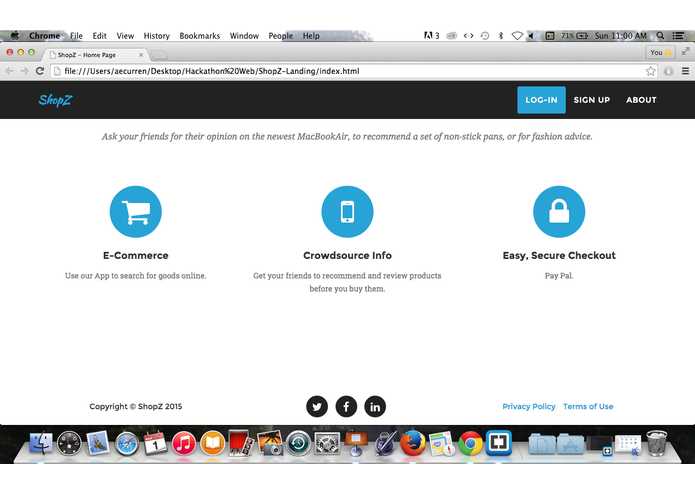 Chrome File Edit View History Bookmarks Window People Help 3 71% Sun 11:00 AM
ShopZ - Home Page You
file:///Users/aecurren/Desktop/Hackathon%20Web/ShopZ-Landing/index.html
ShopZ LOG-IN SIGN UP ABOUT
Ask your friends for their opinion on the newest MacBookAir, to recommend a set of non-stick pans, or for fashion advice.
E-Commerce Crowdsource Info Easy, Secure Checkout
Use our App to search for goods online. Get your friends to recommend and review products Pay Pal.
before you buy them.
Copyright © ShopZ 2015 Privacy Policy Terms of Use